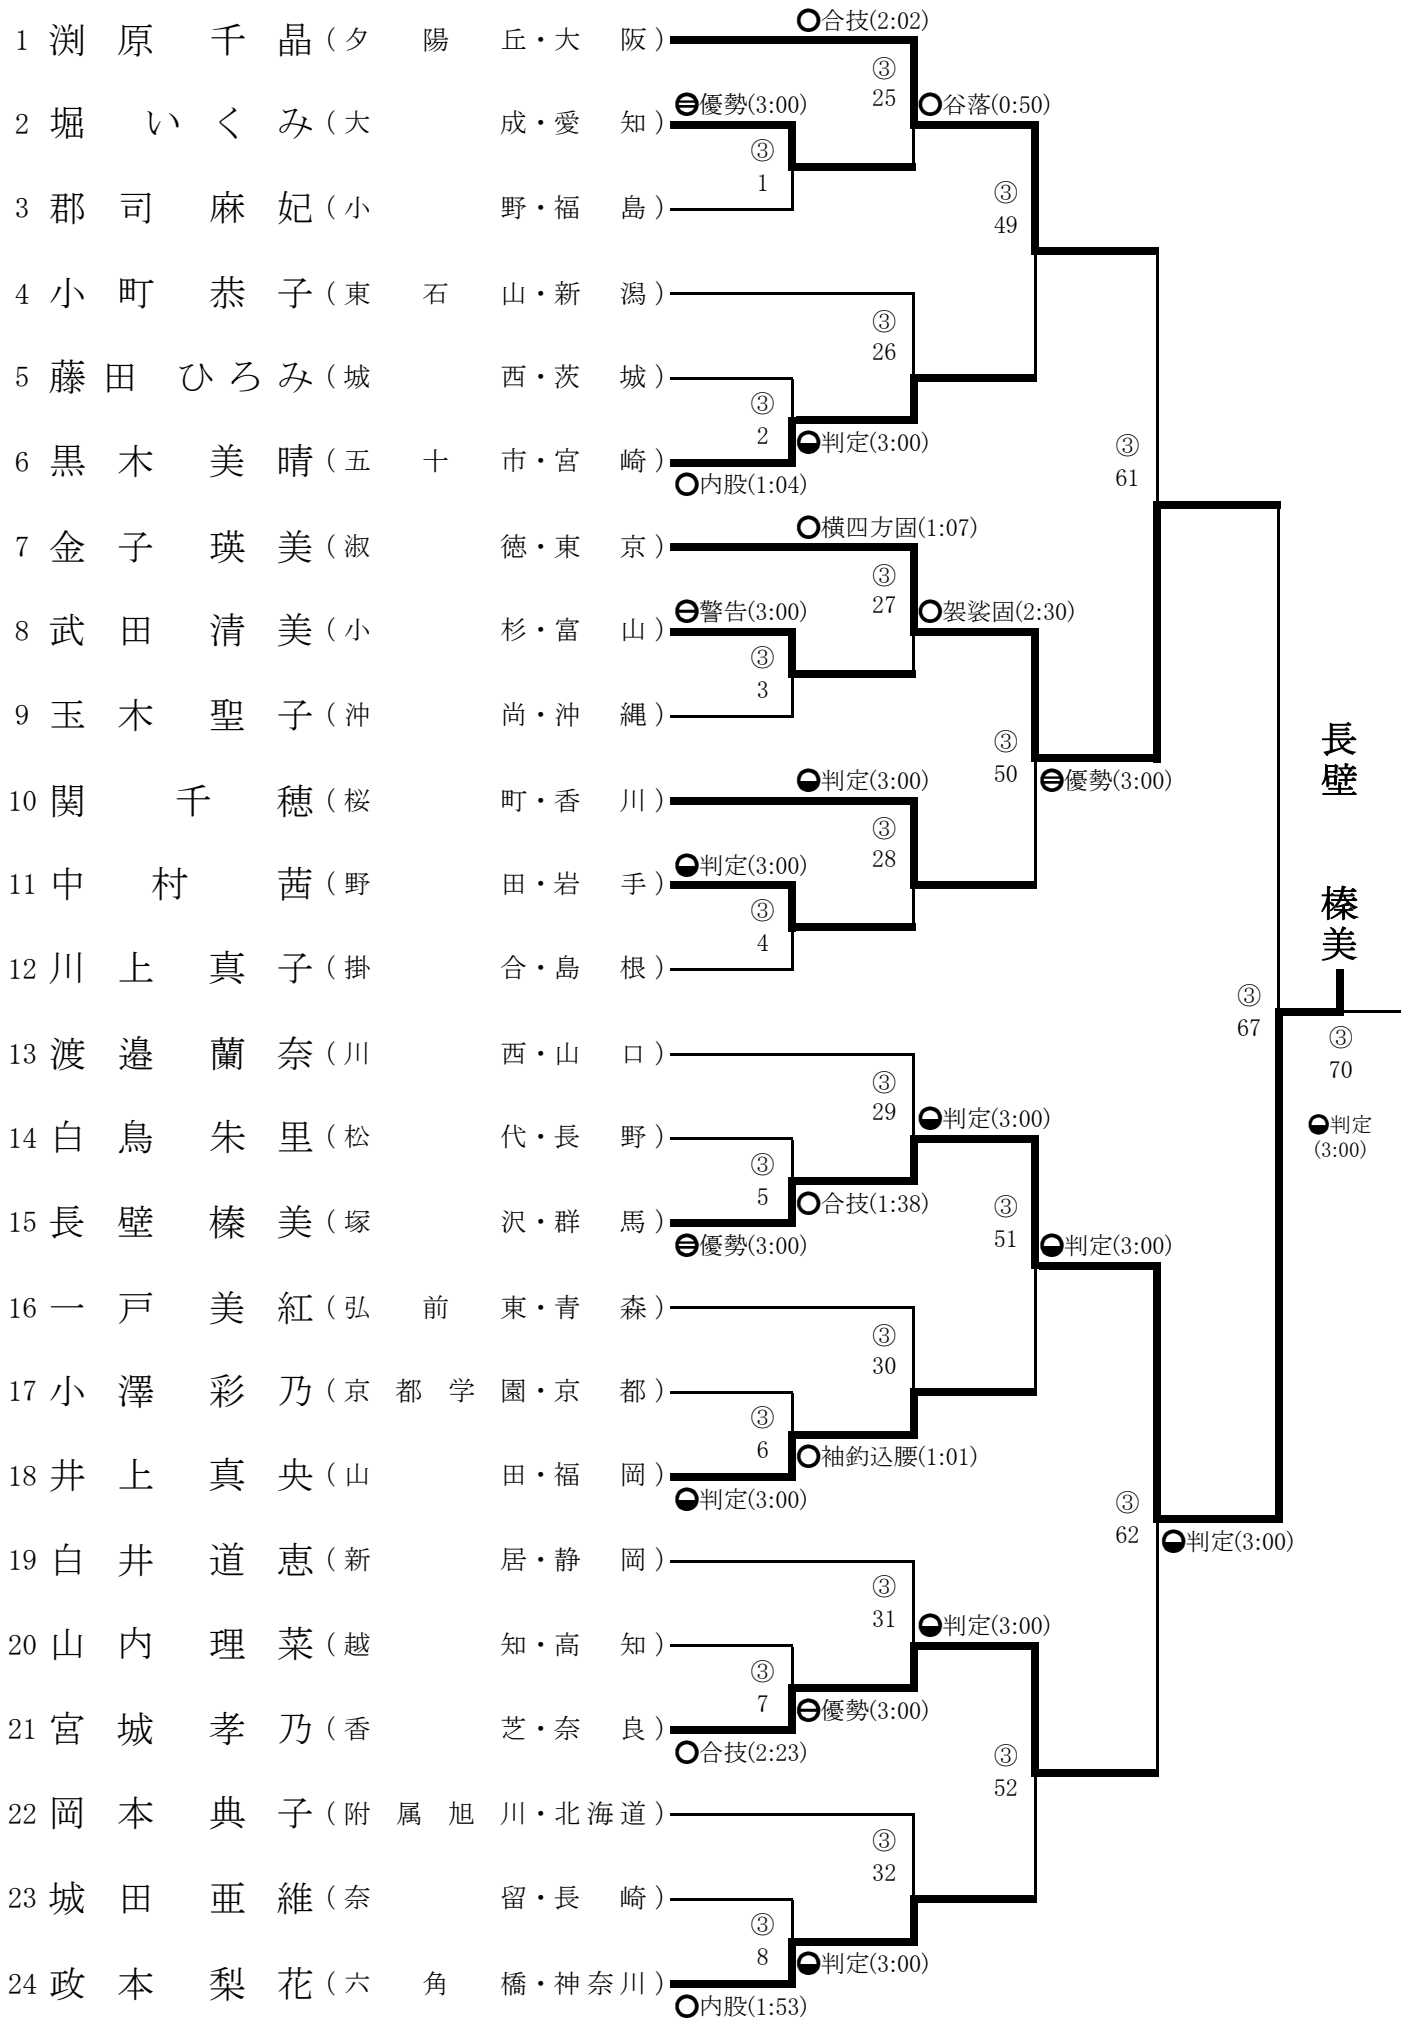 ○合技(2:02)
1 渕原 千晶 (夕陽丘・大阪)
③
25
優勢(3:00)
○谷落(0:50)
2 堀 いくみ (大成・愛知)
③
1
③
49
3 郡司 麻妃 (小野・福島)
4 小町 恭子 (東石山・新潟)
③
26
5 藤田 ひろみ (城西・茨城)
③
2
判定(3:00)
③
61
6 黒木 美晴 (五十市・宮崎)
○内股(1:04)
○横四方固(1:07)
7 金子 瑛美 (淑徳・東京)
③
27
警告(3:00)
○袈裟固(2:30)
8 武田 清美 (小杉・富山)
③
3
9 玉木 聖子 (沖尚・沖縄)
③
50
判定(3:00)
優勢(3:00)
10 関 千穂 (桜町・香川)
③
28
判定(3:00)
11 中村 茜 (野田・岩手)
③
4
長壁 榛美
12 川上 真子 (掛合・島根)
③
67
③
70
判定
(3:00)
13 渡邉 蘭奈 (川西・山口)
③
29
判定(3:00)
14 白鳥 朱里 (松代・長野)
③
5
○合技(1:38)
③
51
15 長壁 榛美 (塚沢・群馬)
優勢(3:00)
判定(3:00)
16 一戸 美紅 (弘前東・青森)
③
30
17 小澤 彩乃 (京都学園・京都)
③
6
○袖釣込腰(1:01)
18 井上 真央 (山田・福岡)
判定(3:00)
③
62
判定(3:00)
19 白井 道恵 (新居・静岡)
③
31
判定(3:00)
20 山内 理菜 (越知・高知)
③
7
優勢(3:00)
21 宮城 孝乃 (香芝・奈良)
○合技(2:23)
③
52
22 岡本 典子 (附属旭川・北海道)
③
32
23 城田 亜維 (奈留・長崎)
③
8
判定(3:00)
24 政本 梨花 (六角橋・神奈川)
○内股(1:53)